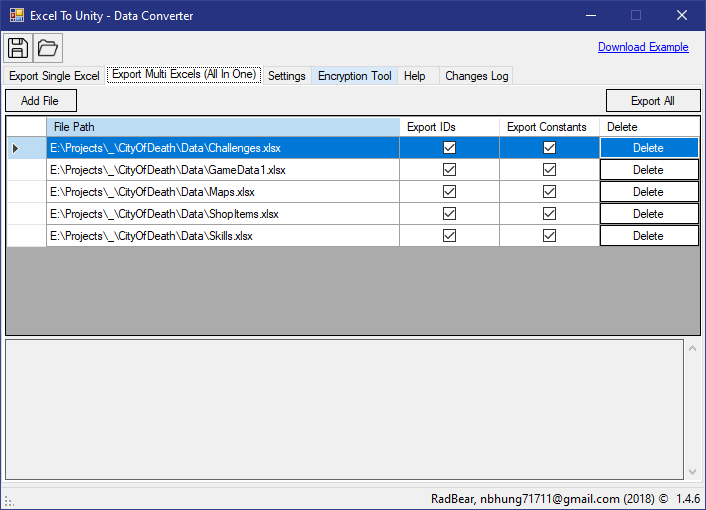 Excel To Unity - Data Converter
Download Example
Export Single Excel Export Multi Excels (All In One) Settings Encryption Tool Help Changes Log
Add File Export All
File Path Export IDs Export Constants Delete
E:\Projects\_\CityOfDeath\Data\Challenges.xlsx Delete
E:\Projects\_\CityOfDeath\Data\GameData1.xlsx Delete
E:\Projects\_\CityOfDeath\Data\Maps.xlsx Delete
E:\Projects\_\CityOfDeath\Data\ShopItems.xlsx Delete
E:\Projects\_\CityOfDeath\Data\Skills.xlsx Delete
RadBear, nbhung71711@gmail.com (2018) © 1.4.6